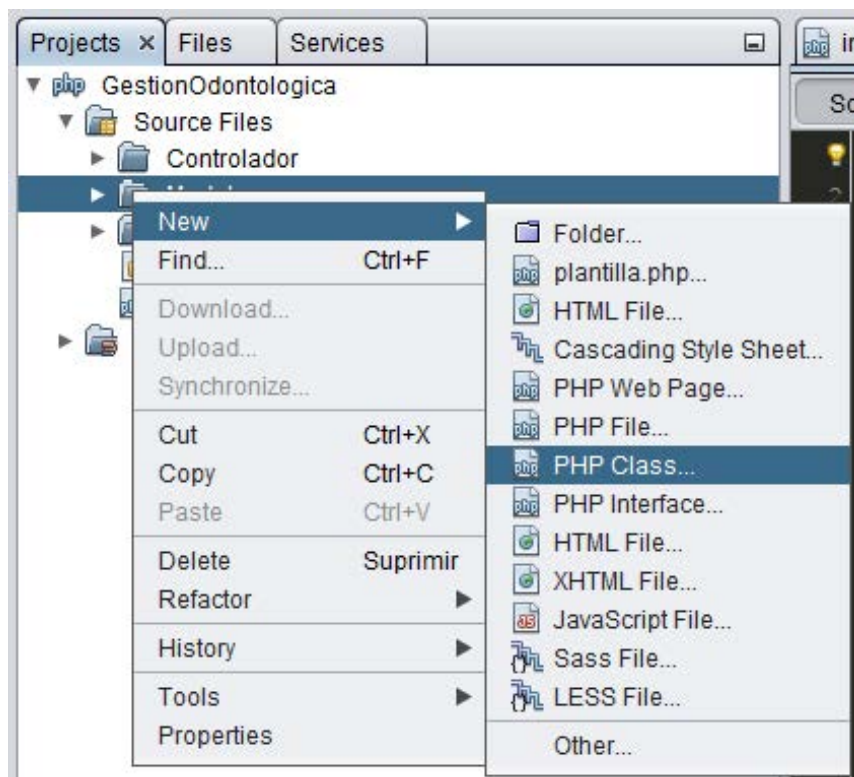 Projects
Files
Services
GestionOdontologica
Source Files
Controlador
New
Find... Ctrl+F
Download...
Upload...
Synchronize...
Cut Ctrl+X
Copy Ctrl+C
Paste Ctrl+V
Delete Suprimir
Refactor
History
Tools
Properties
Folder...
plantilla.php...
HTML File...
Cascading Style Sheet...
PHP Web Page...
PHP File...
PHP Class...
PHP Interface...
HTML File...
XHTML File...
JavaScript File...
Sass File...
LESS File...
Other...